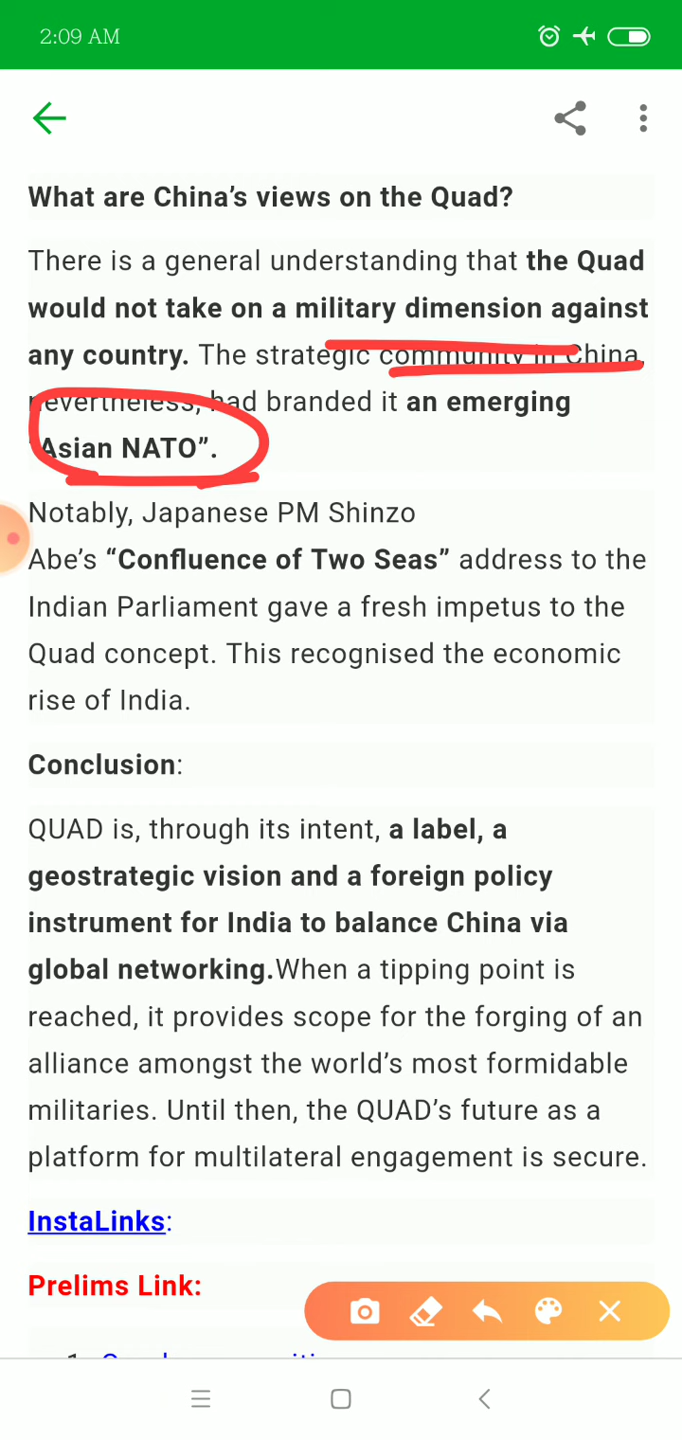 2:09 AM
What are China's views on the Quad?
There is a general understanding that the Quad
would not take on a military dimension against
any country. The strategic community in China,
nevertheless, had branded it an emerging
"Asian NATO".
Notably, Japanese PM Shinzo
Abe's "Confluence of Two Seas" address to the
Indian Parliament gave a fresh impetus to the
Quad concept. This recognised the economic
rise of India.
Conclusion:
QUAD is, through its intent, a label, a
geostrategic vision and a foreign policy
instrument for India to balance China via
global networking.When a tipping point is
reached, it provides scope for the forging of an
alliance amongst the world's most formidable
militaries. Until then, the QUAD's future as a
platform for multilateral engagement is secure.
InstaLinks:
Prelims Link: